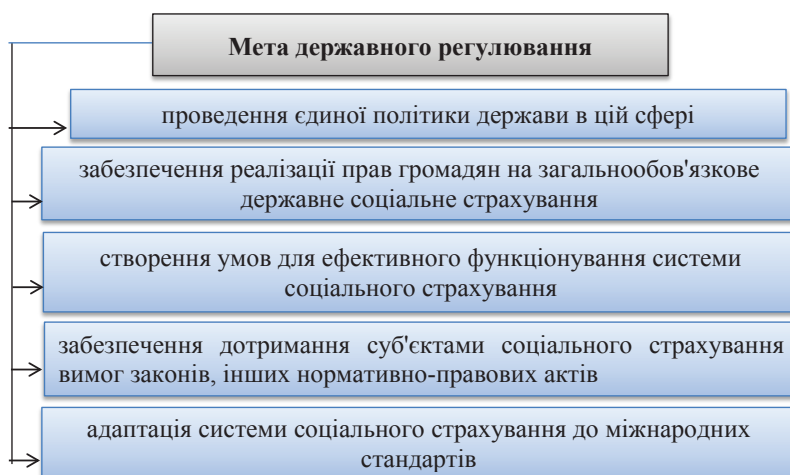 Мета державного регулювання
проведення єдиної політики держави в цій сфері
забезпечення реалізації прав громадян на загальнообов'язкове
державне соціальне страхування
створення умов для ефективного функціонування системи
соціального страхування
забезпечення дотримання суб'єктами соціального страхування
вимог законів, інших нормативно-правових актів
адаптація системи соціального страхування до міжнародних
стандартів